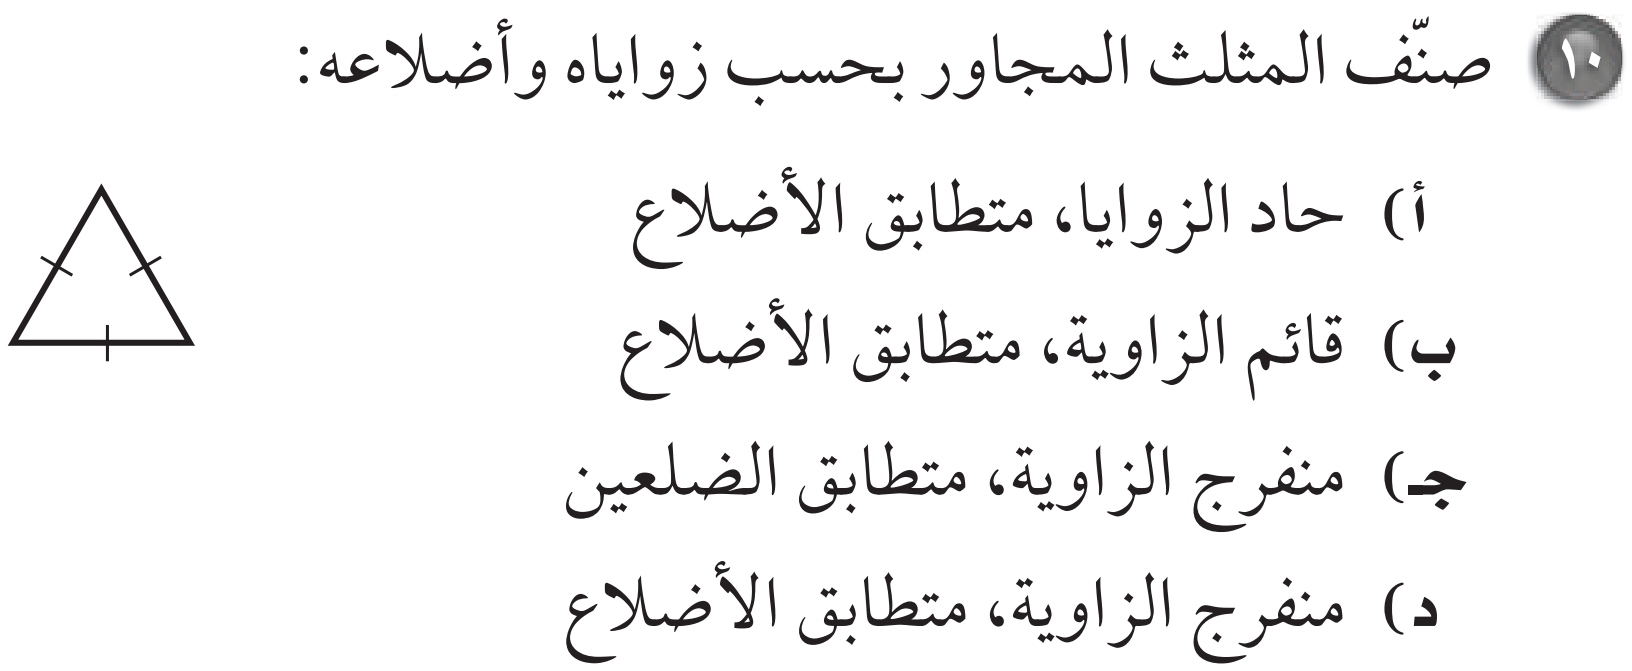 ١٠ صنّف المثلث المجاور بحسب زواياه وأضلاعه:
أ) حاد الزوايا، متطابق الأضلاع
ب) قائم الزاوية، متطابق الأضلاع
جـ) منفرج الزاوية، متطابق الضلعين
د) منفرج الزاوية، متطابق الأضلاع